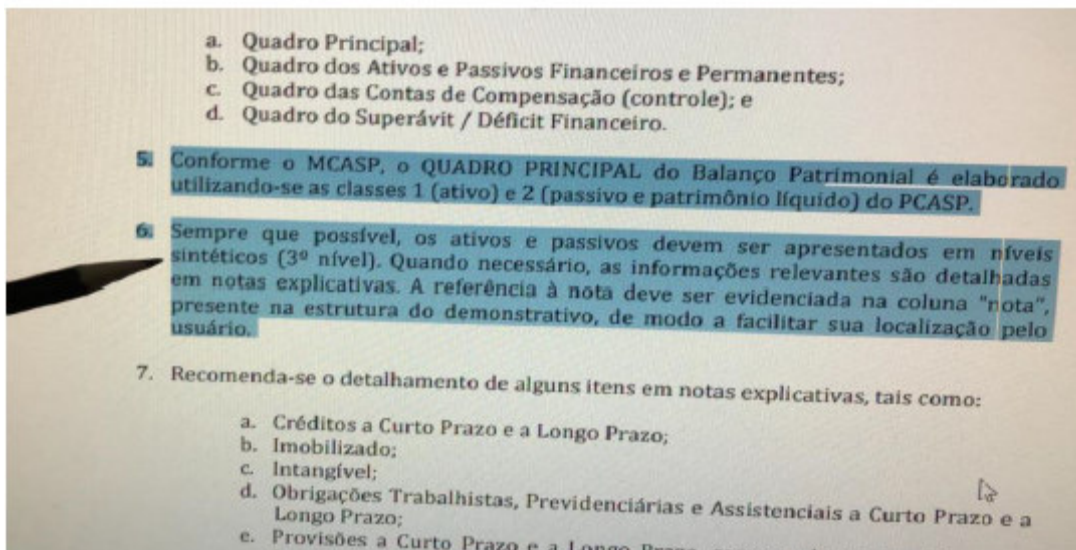 a. Quadro Principal;
b. Quadro dos Ativos e Passivos Financeiros e Permanentes;
c. Quadro das Contas de Compensação (controle); e
d. Quadro do Superávit / Déficit Financeiro.
5. Conforme o MCASP, o QUADRO PRINCIPAL do Balanço Patrimonial é elaborado
utilizando-se as classes 1 (ativo) e 2 (passivo e patrimônio líquido) do PCASP.
6. Sempre que possível, os ativos e passivos devem ser apresentados em níveis
sintéticos (3º nível). Quando necessário, as informações relevantes são detalhadas
em notas explicativas. A referência à nota deve ser evidenciada na coluna "nota",
presente na estrutura do demonstrativo, de modo a facilitar sua localização pelo
usuário.
7. Recomenda-se o detalhamento de alguns itens em notas explicativas, tais como:
a. Créditos a Curto Prazo e a Longo Prazo;
b. Imobilizado;
c. Intangível;
d. Obrigações Trabalhistas, Previdenciárias e Assistenciais a Curto Prazo e a
Longo Prazo;
e. Provisões a Curto Prazo e a Longo